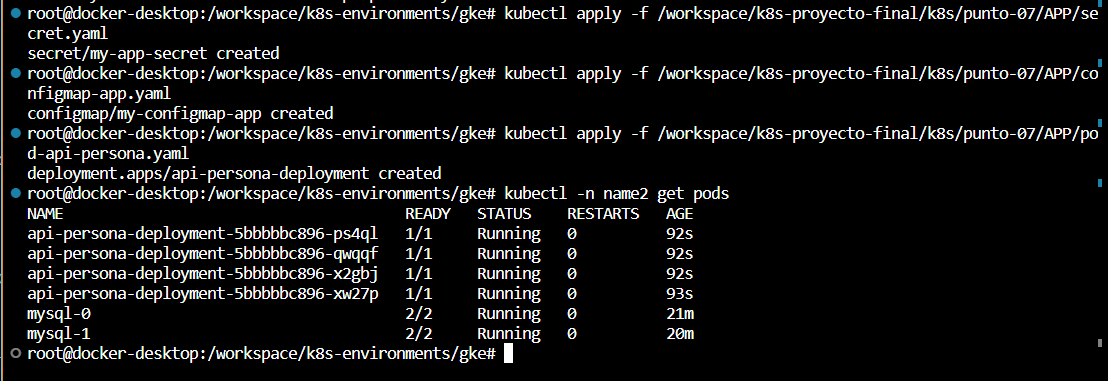 root@docker-desktop:/workspace/k8s-environments/gke# kubectl apply -f /workspace/k8s-proyecto-final/k8s/punto-07/APP/se
cret.yaml
secret/my-app-secret created
root@docker-desktop:/workspace/k8s-environments/gke# kubectl apply -f /workspace/k8s-proyecto-final/k8s/punto-07/APP/co
nfigmap-app.yaml
configmap/my-configmap-app created
root@docker-desktop:/workspace/k8s-environments/gke# kubectl apply -f /workspace/k8s-proyecto-final/k8s/punto-07/APP/po
d-api-persona.yaml
deployment.apps/api-persona-deployment created
root@docker-desktop:/workspace/k8s-environments/gke# kubectl -n name2 get pods
NAME READY STATUS RESTARTS AGE
api-persona-deployment-5bbbbbc896-ps4ql 1/1 Running 0 92s
api-persona-deployment-5bbbbbc896-qwqqf 1/1 Running 0 92s
api-persona-deployment-5bbbbbc896-x2gbj 1/1 Running 0 92s
api-persona-deployment-5bbbbbc896-xw27p 1/1 Running 0 93s
mysql-0 2/2 Running 0 21m
mysql-1 2/2 Running 0 20m
root@docker-desktop:/workspace/k8s-environments/gke#